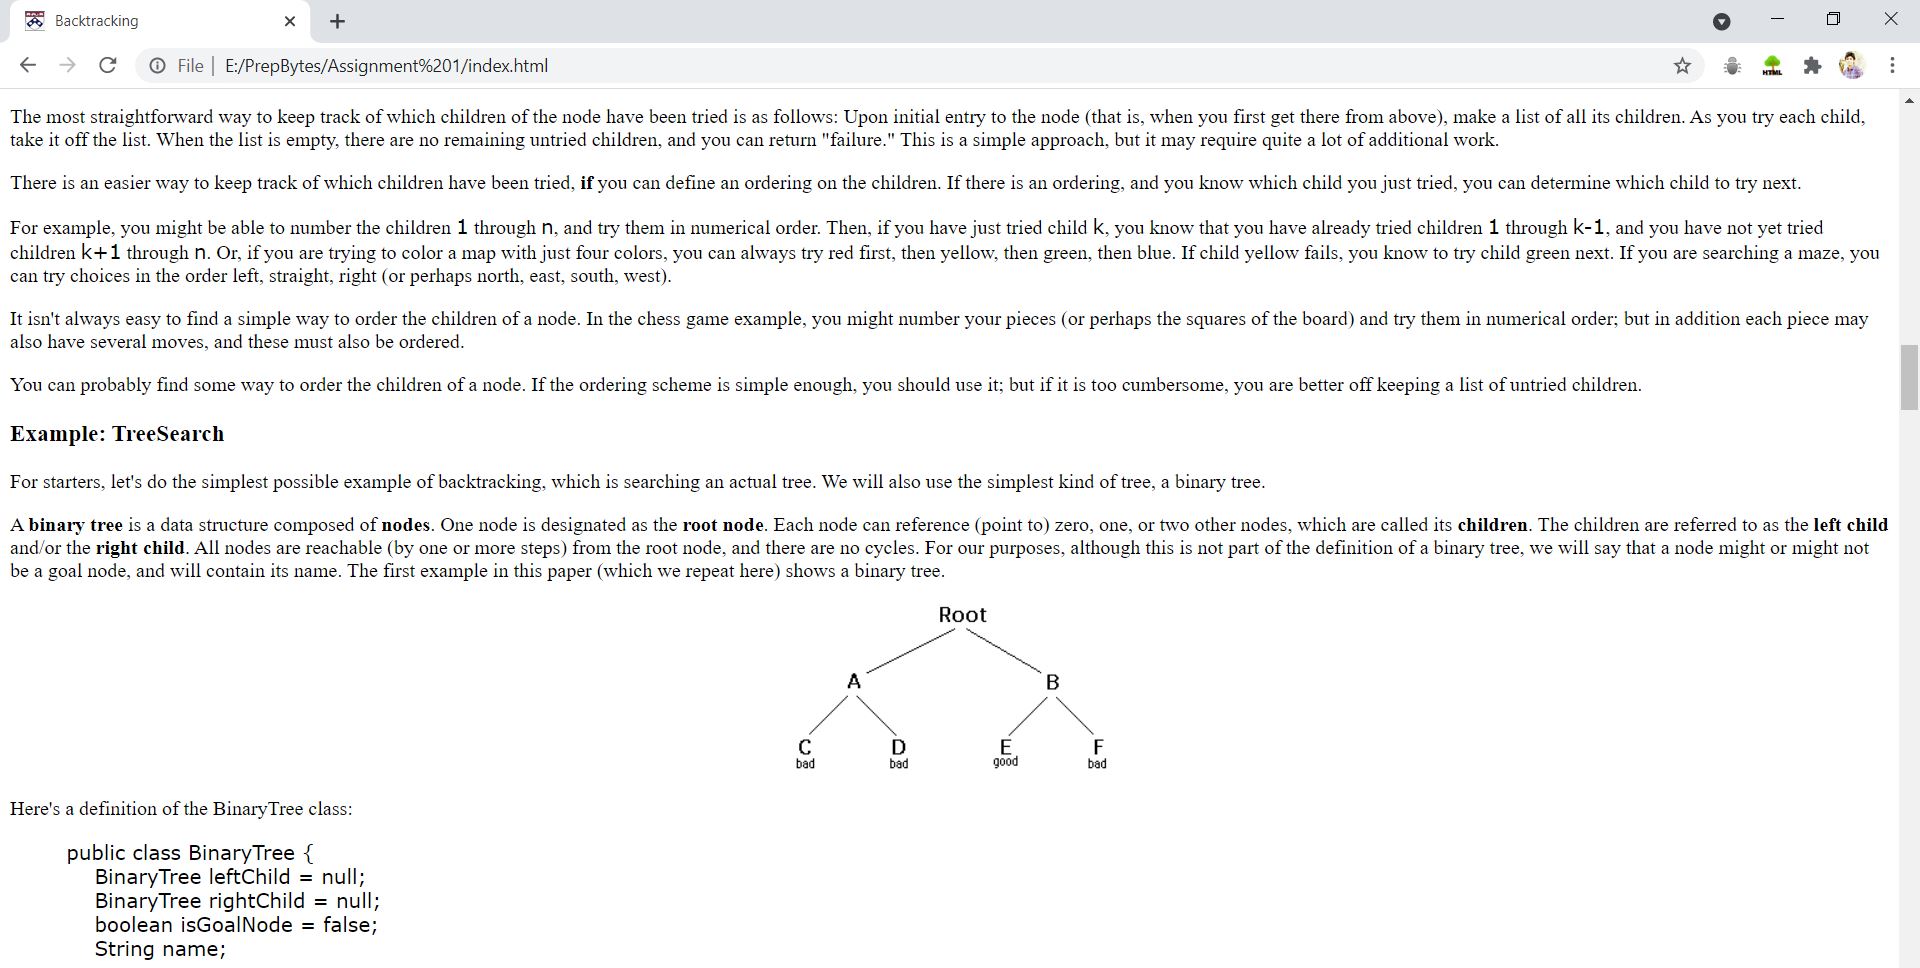 Backtracking
File | E:/PrepBytes/Assignment%201/index.html
HTML
The most straightforward way to keep track of which children of the node have been tried is as follows: Upon initial entry to the node (that is, when you first get there from above), make a list of all its children. As you try each child,
take it off the list. When the list is empty, there are no remaining untried children, and you can return "failure." This is a simple approach, but it may require quite a lot of additional work.
There is an easier way to keep track of which children have been tried, if you can define an ordering on the children. If there is an ordering, and you know which child you just tried, you can determine which child to try next.
For example, you might be able to number the children 1 through n, and try them in numerical order. Then, if you have just tried child k, you know that you have already tried children 1 through k-1, and you have not yet tried
children k+1 through n. Or, if you are trying to color a map with just four colors, you can always try red first, then yellow, then green, then blue. If child yellow fails, you know to try child green next. If you are searching a maze, you
can try choices in the order left, straight, right (or perhaps north, east, south, west).
It isn't always easy to find a simple way to order the children of a node. In the chess game example, you might number your pieces (or perhaps the squares of the board) and try them in numerical order; but in addition each piece may
also have several moves, and these must also be ordered.
You can probably find some way to order the children of a node. If the ordering scheme is simple enough, you should use it; but if it is too cumbersome, you are better off keeping a list of untried children.
Example: TreeSearch
For starters, let's do the simplest possible example of backtracking, which is searching an actual tree. We will also use the simplest kind of tree, a binary tree.
A binary tree is a data structure composed of nodes. One node is designated as the root node. Each node can reference (point to) zero, one, or two other nodes, which are called its children. The children are referred to as the left child
and/or the right child. All nodes are reachable (by one or more steps) from the root node, and there are no cycles. For our purposes, although this is not part of the definition of a binary tree, we will say that a node might or might not
be a goal node, and will contain its name. The first example in this paper (which we repeat here) shows a binary tree.
Root
A B
C D E F
bad bad good bad
Here's a definition of the BinaryTree class:
public class BinaryTree {
BinaryTree leftChild = null;
BinaryTree rightChild = null;
boolean isGoalNode = false;
String name;